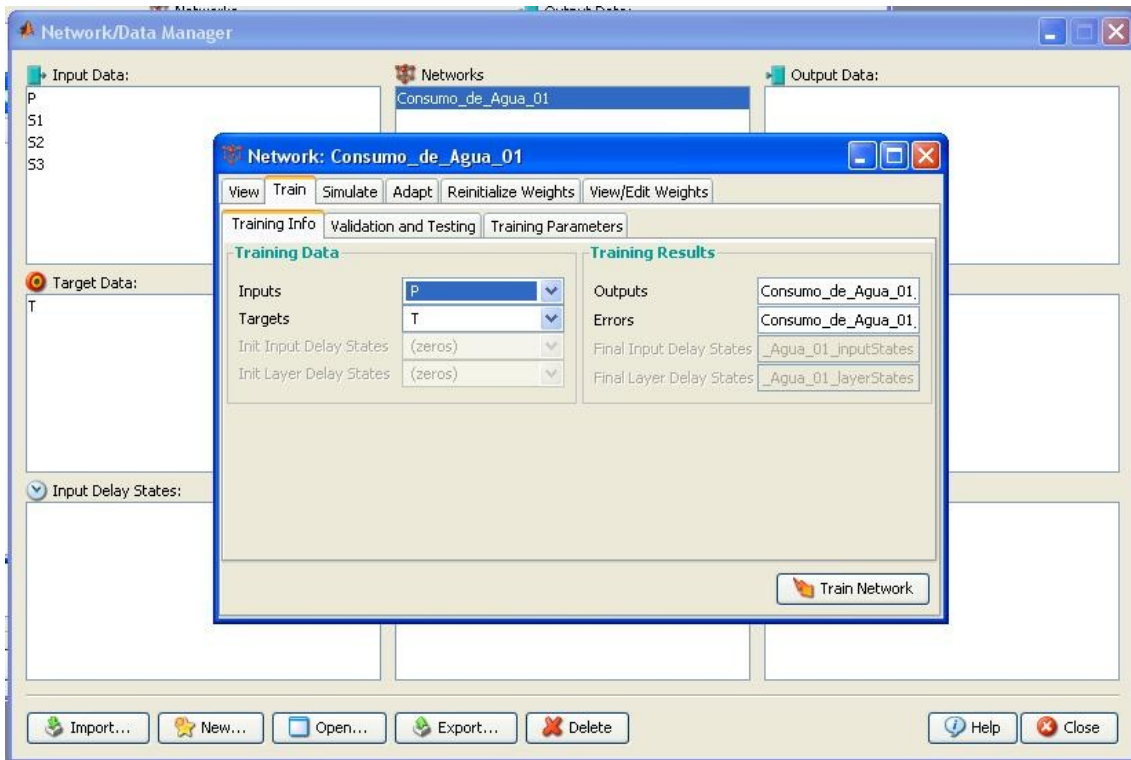 Network/Data Manager
Input Data:
P
S1
S2
S3
Networks
Consumo_de_Agua_01
Output Data:
Target Data:
T
Input Delay States:
Network: Consumo_de_Agua_01
View Train Simulate Adapt Reinitialize Weights View/Edit Weights
Training Info Validation and Testing Training Parameters
Training Data
Inputs P
Targets T
Init Input Delay States (zeros)
Init Layer Delay States (zeros)
Training Results
Outputs Consumo_de_Agua_01_
Errors Consumo_de_Agua_01_
Final Input Delay States _Agua_01_inputStates
Final Layer Delay States _Agua_01_layerStates
Train Network
Import... New... Open... Export... Delete Help Close